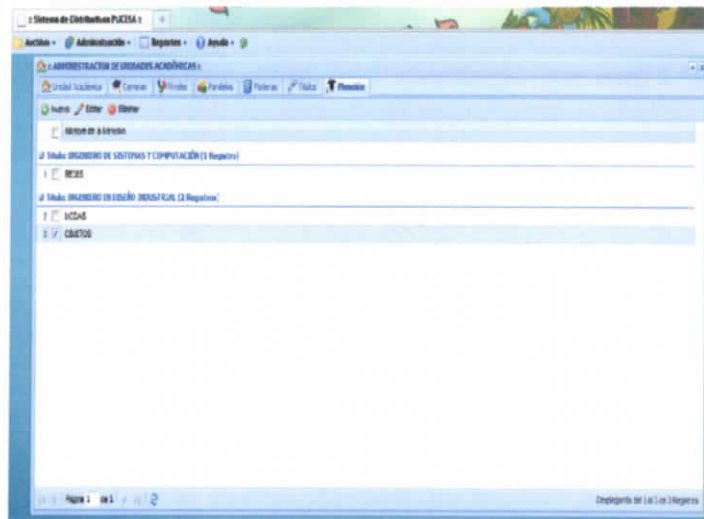 :: Sistema de Distributivos PUCESA ::
Archivo Administración Reportes Ayuda
:: ADMINISTRACION DE UNIDADES ACADÉMICAS ::
Unidad Académica Carreras Niveles Paralelos Materias Títulos Mención
Nuevo Editar Eliminar
Nombre de la Mención
Título: INGENIERO DE SISTEMAS Y COMPUTACIÓN (1 Registro)
1 REDES
Título: INGENIERO EN DISEÑO INDUSTRIAL (2 Registros)
2 MODAS
3 OBJETOS
Página 1 de 1
Desplegando del 1 al 3 de 3 Registros